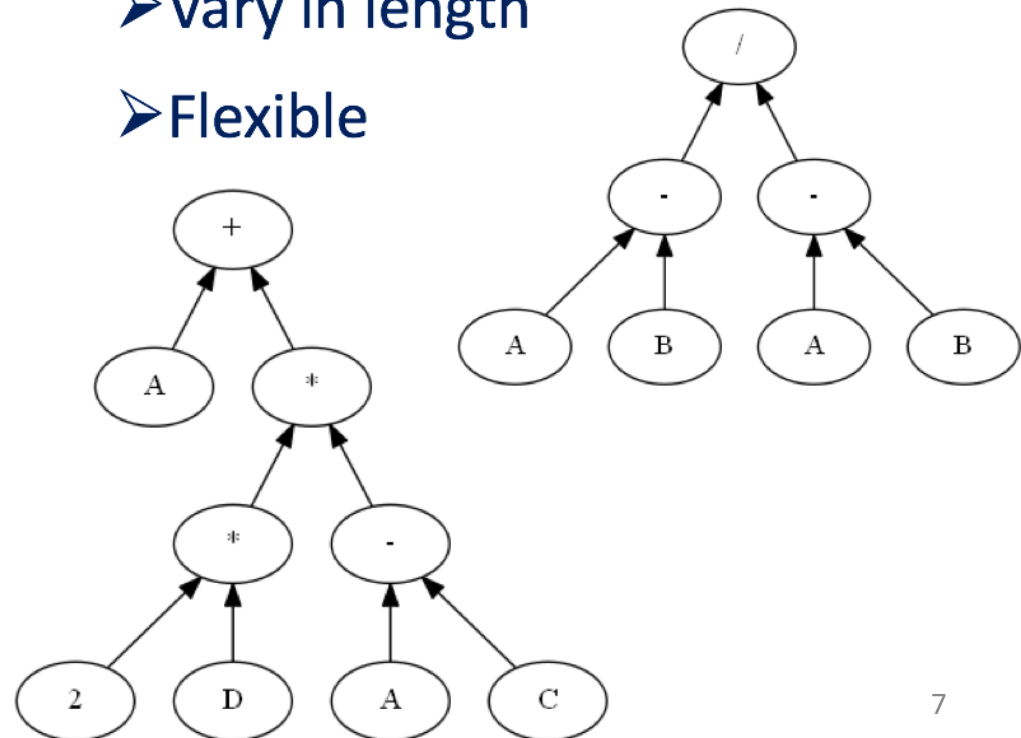 ➢vary in length
➢Flexible
/
- -
A B A B
+
A *
* -
2 D A C
7